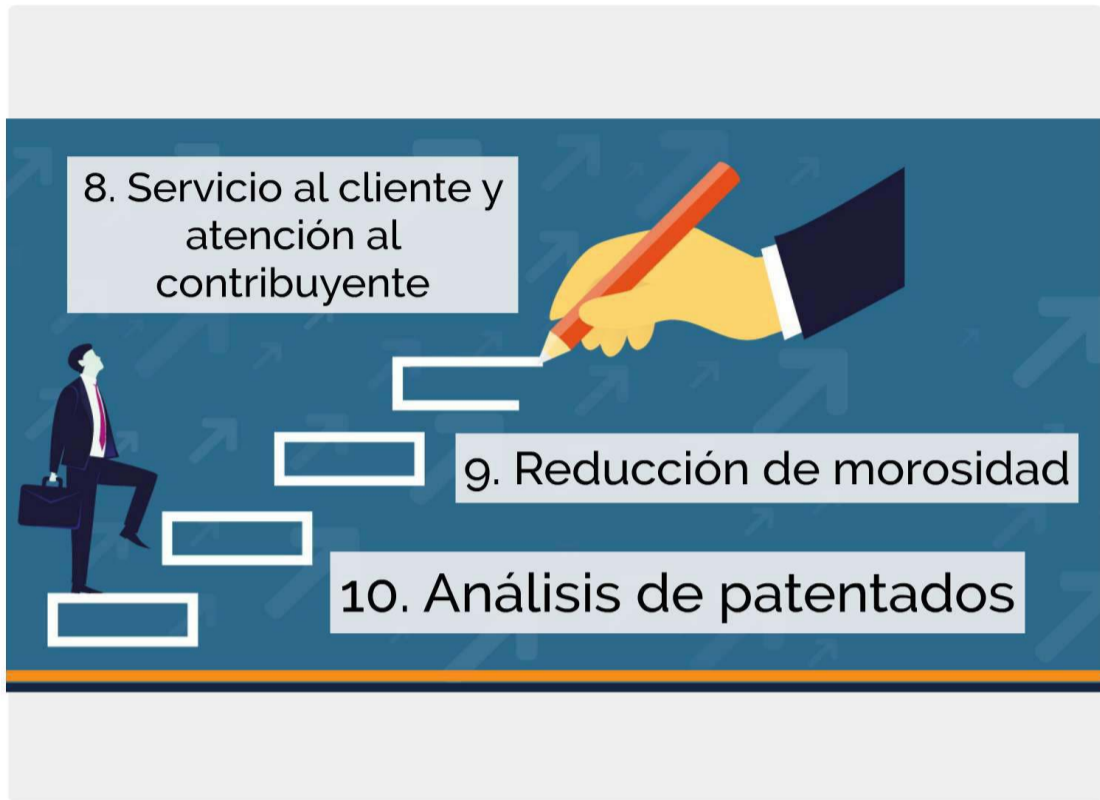 8. Servicio al cliente y
atención al
contribuyente
9. Reducción de morosidad
10. Análisis de patentados